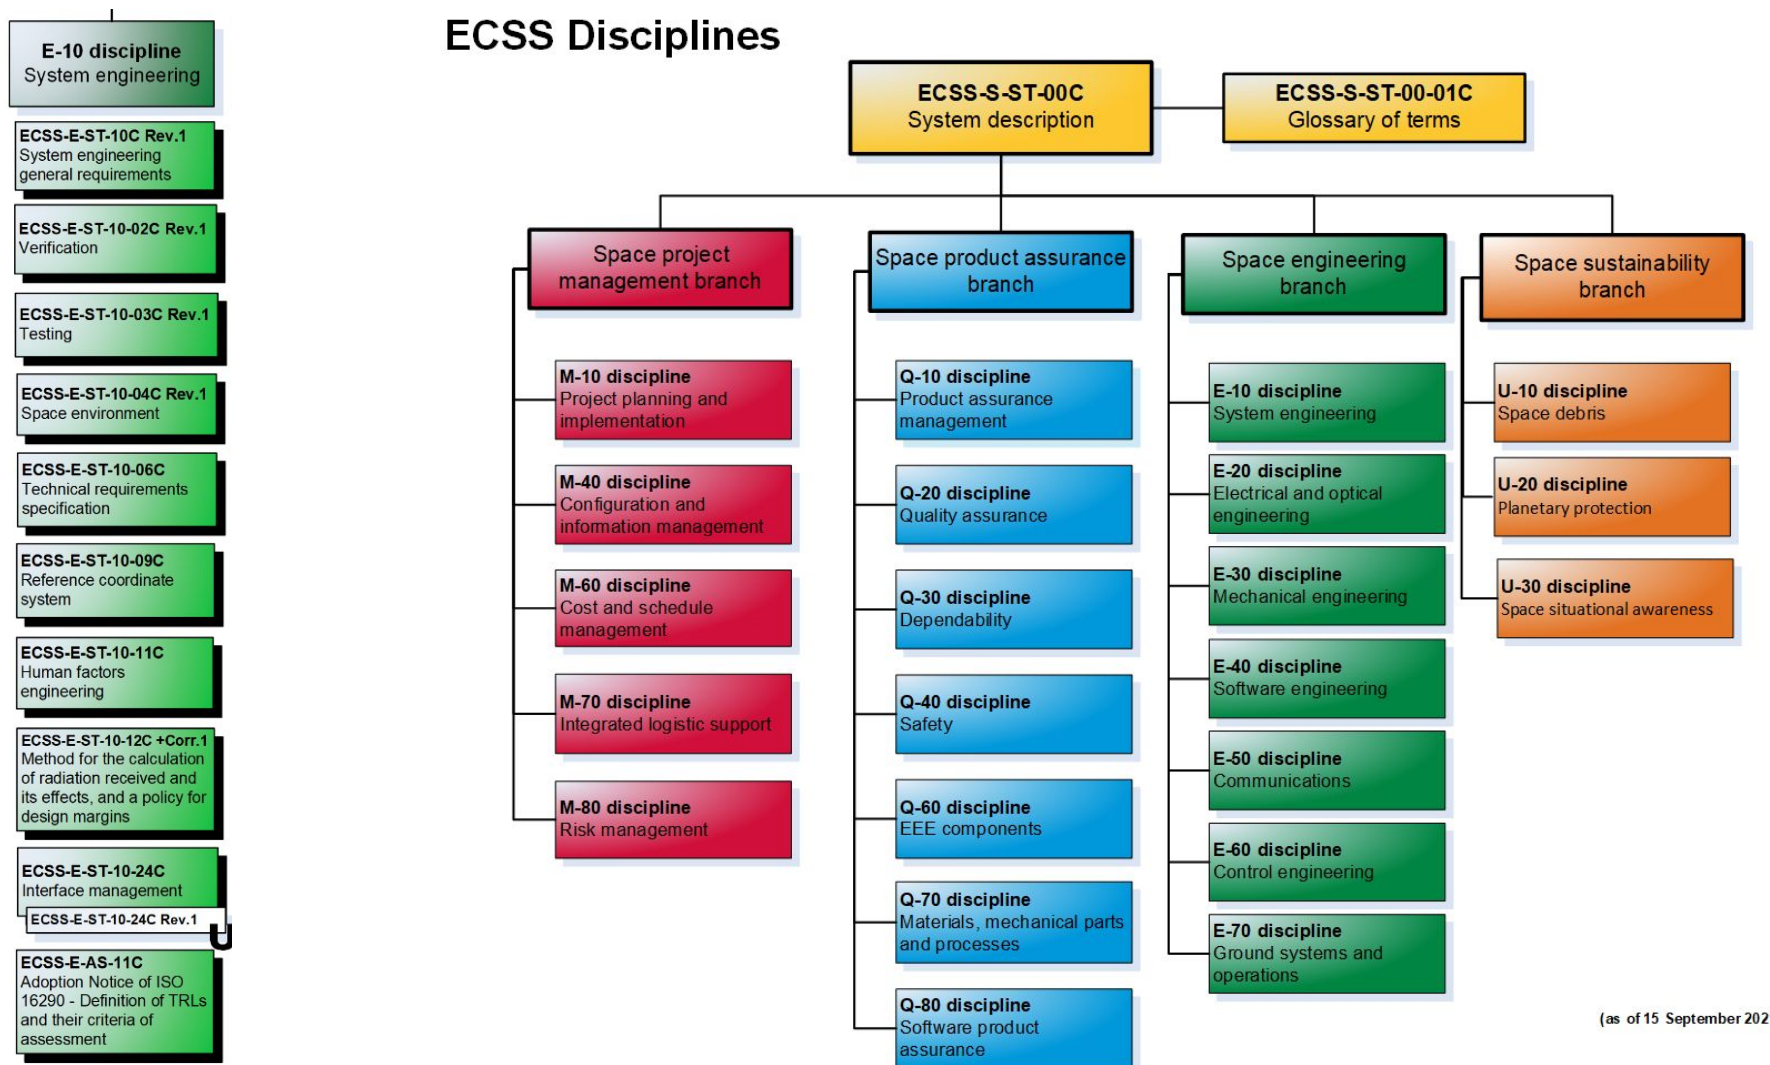 E-10 discipline
System engineering
ECSS-E-ST-10C Rev.1
System engineering
general requirements
ECSS-E-ST-10-02C Rev.1
Verification
ECSS-E-ST-10-03C Rev.1
Testing
ECSS-E-ST-10-04C Rev.1
Space environment
ECSS-E-ST-10-06C
Technical requirements
specification
ECSS-E-ST-10-09C
Reference coordinate
system
ECSS-E-ST-10-11C
Human factors
engineering
ECSS-E-ST-10-12C +Corr.1
Method for the calculation
of radiation received and
its effects, and a policy for
design margins
ECSS-E-ST-10-24C
Interface management
ECSS-E-ST-10-24C Rev.1
U
ECSS-E-AS-11C
Adoption Notice of ISO
16290 - Definition of TRLs
and their criteria of
assessment
ECSS Disciplines
ECSS-S-ST-00C
System description
ECSS-S-ST-00-01C
Glossary of terms
Space project
management branch
M-10 discipline
Project planning and
implementation
M-40 discipline
Configuration and
information management
M-60 discipline
Cost and schedule
management
M-70 discipline
Integrated logistic support
M-80 discipline
Risk management
Space product assurance
branch
Q-10 discipline
Product assurance
management
Q-20 discipline
Quality assurance
Q-30 discipline
Dependability
Q-40 discipline
Safety
Q-60 discipline
EEE components
Q-70 discipline
Materials, mechanical parts
and processes
Q-80 discipline
Software product
assurance
Space engineering
branch
E-10 discipline
System engineering
E-20 discipline
Electrical and optical
engineering
E-30 discipline
Mechanical engineering
E-40 discipline
Software engineering
E-50 discipline
Communications
E-60 discipline
Control engineering
E-70 discipline
Ground systems and
operations
Space sustainability
branch
U-10 discipline
Space debris
U-20 discipline
Planetary protection
U-30 discipline
Space situational awareness
(as of 15 September 202